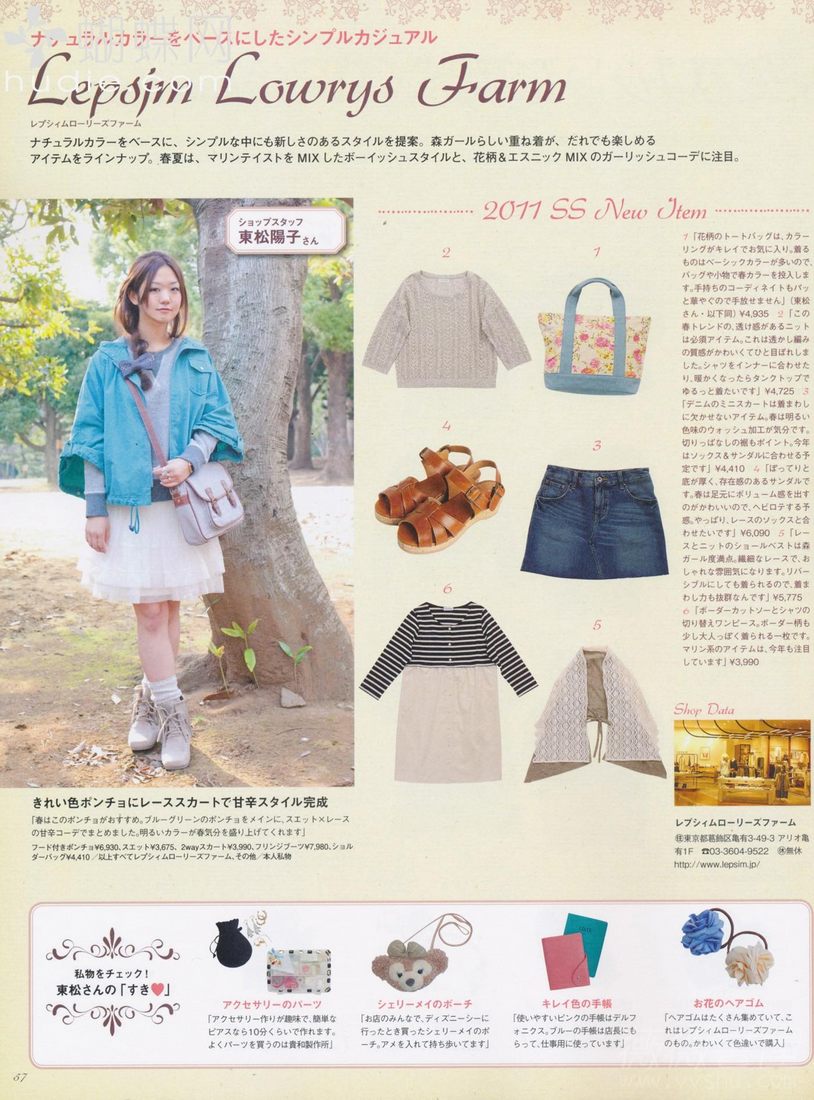 ナチュラルカラーをベースにしたシンプルカジュアル
蝴蝶网
hudie.com
Lepsim Lowrys Farm
レプシィムローリーズファーム
ナチュラルカラーをベースに、シンプルな中にも新しさのあるスタイルを提案。森ガールらしい重ね着が、だれでも楽しめる
アイテムをラインナップ。春夏は、マリンテイストをMIXしたボーイッシュスタイルと、花柄&エスニックMIXのガーリッシュコーデに注目。
ショップスタッフ
東松陽子さん
2011 SS New Item
2
1
4
3
6
5
1「花柄のトートバッグは、カラー
リングがキレイでお気に入り。着る
ものはベーシックカラーが多いので、
バッグや小物で春カラーを投入しま
す。手持ちのコーディネイトもパッ
と華やぐので手放せません」(東松
さん・以下同)¥4,935 2「この
春トレンドの、透け感があるニット
は必須アイテム。これは透かし編み
の質感がかわいくてひと目ぼれしま
した。シャツをインナーに合わせた
り、暖かくなったらタンクトップで
ゆるっと着たいです」¥4,725 3
「デニムのミニスカートは着まわし
に欠かせないアイテム。春は明るい
色味のウォッシュ加工が気分です。
切りっぱなしの裾もポイント。今年
はソックス&サンダルに合わせる予
定です」¥4,410 4「ぽってりと
底が厚く、存在感のあるサンダルで
す。春は足元にボリューム感を出す
のがかわいいので、ヘビロテする予
感。やっぱり、レースのソックスと合
わせたいです」¥6,090 5「レー
スとニットのショールベストは森
ガール度満点。繊細なレースで、お
しゃれな雰囲気になります。リバー
シブルにしても着られるので、着ま
わし力も抜群なんです」¥5,775
6「ボーダーカットソーとシャツの
切り替えワンピース。ボーダー柄も
少し大人っぽく着られる一枚です。
マリン系のアイテムは、今年も注目
しています」¥3,990
Shop Data
レプシィムローリーズファーム
㊟東京都葛飾区亀有3-49-3 アリオ亀
有1F ☎03-3604-9522 ㊡無休
http://www.lepsim.jp/
きれい色ポンチョにレーススカートで甘辛スタイル完成
「春はこのポンチョがおすすめ。ブルーグリーンのポンチョをメインに、スエット×レース
の甘辛コーデでまとめました。明るいカラーが春気分を盛り上げてくれます」
フード付きポンチョ¥6,930、スエット¥3,675、2wayスカート¥3,990、フリンジブーツ¥7,980、ショル
ダーバッグ¥4,410/以上すべてレプシィムローリーズファーム、その他/本人私物
私物をチェック!
東松さんの「すき♥」
アクセサリーのパーツ
「アクセサリー作りが趣味で、簡単な
ピアスなら10分くらいで作れます。
よくパーツを買うのは貴和製作所」
シェリーメイのポーチ
「お店のみんなで、ディズニーシーに
行ったとき買ったシェリーメイのポ
ーチ。アメを入れて持ち歩いてます」
キレイ色の手帳
「使いやすいピンクの手帳はデルフ
ォニクス。ブルーの手帳は店長にも
らって、仕事用に使っています」
お花のヘアゴム
「ヘアゴムはたくさん集めていて、こ
れはレプシィムローリーズファーム
のもの。かわいくて色違いで購入」
57